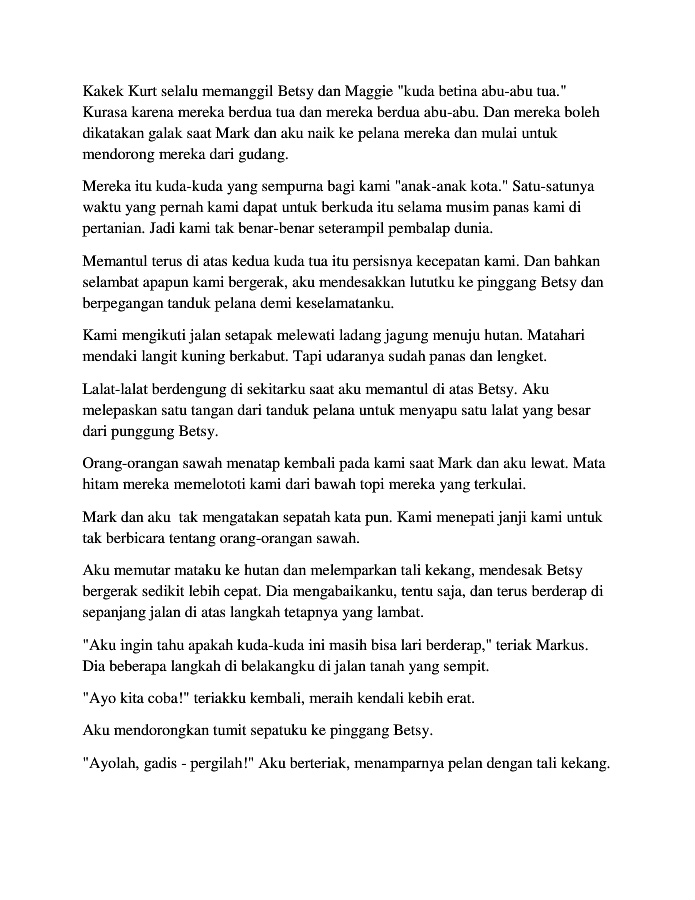 Kakek Kurt selalu memanggil Betsy dan Maggie "kuda betina abu-abu tua."
Kurasa karena mereka berdua tua dan mereka berdua abu-abu. Dan mereka boleh
dikatakan galak saat Mark dan aku naik ke pelana mereka dan mulai untuk
mendorong mereka dari gudang.
Mereka itu kuda-kuda yang sempurna bagi kami "anak-anak kota." Satu-satunya
waktu yang pernah kami dapat untuk berkuda itu selama musim panas kami di
pertanian. Jadi kami tak benar-benar seterampil pembalap dunia.
Memantul terus di atas kedua kuda tua itu persisnya kecepatan kami. Dan bahkan
selambat apapun kami bergerak, aku mendesakkan lututku ke pinggang Betsy dan
berpegangan tanduk pelana demi keselamatanku.
Kami mengikuti jalan setapak melewati ladang jagung menuju hutan. Matahari
mendaki langit kuning berkabut. Tapi udaranya sudah panas dan lengket.
Lalat-lalat berdengung di sekitarku saat aku memantul di atas Betsy. Aku
melepaskan satu tangan dari tanduk pelana untuk menyapu satu lalat yang besar
dari punggung Betsy.
Orang-orangan sawah menatap kembali pada kami saat Mark dan aku lewat. Mata
hitam mereka memelototi kami dari bawah topi mereka yang terkulai.
Mark dan aku  tak mengatakan sepatah kata pun. Kami menepati janji kami untuk
tak berbicara tentang orang-orangan sawah.
Aku memutar mataku ke hutan dan melemparkan tali kekang, mendesak Betsy
bergerak sedikit lebih cepat. Dia mengabaikanku, tentu saja, dan terus berderap di
sepanjang jalan di atas langkah tetapnya yang lambat.
"Aku ingin tahu apakah kuda-kuda ini masih bisa lari berderap," teriak Markus.
Dia beberapa langkah di belakangku di jalan tanah yang sempit.
"Ayo kita coba!" teriakku kembali, meraih kendali kebih erat.
Aku mendorongkan tumit sepatuku ke pinggang Betsy.
"Ayolah, gadis - pergilah!" Aku berteriak, menamparnya pelan dengan tali kekang.